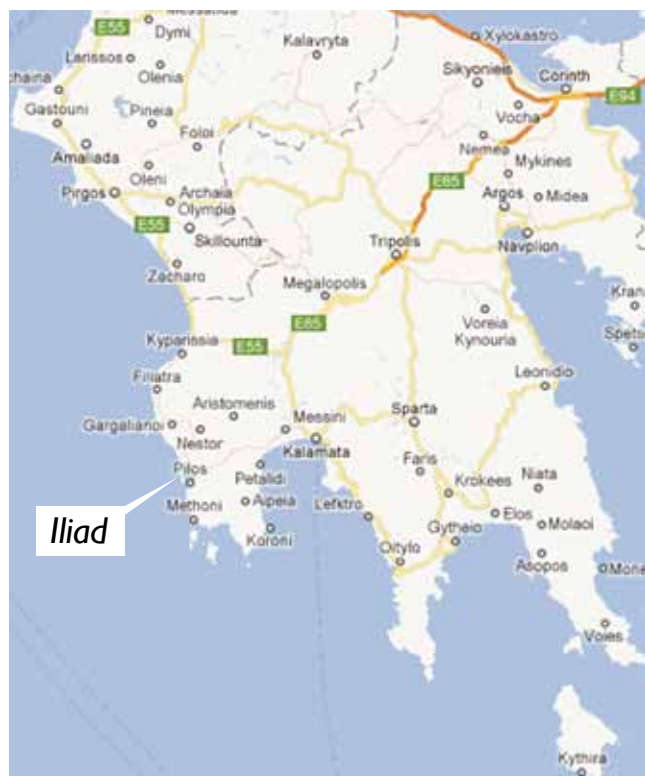 E55
Dymi
Kalavryta
Xylokastro
Larissos
Olenia
Sikyonieis
Corinth
E94
Gastouni
Pineia
Vocha
Foloi
Nemea
Amaliada
Mykines
Oleni
E65
Pirgos
Archaia
Olympia
Argos
Midea
E55
Skillounta
Tripolis
Navplion
Zacharo
Megalopolis
Voreia
Kynouria
E65
Kyparissia
E55
Leonidio
Filiatra
Aristomenis
Messini
Sparta
Gargalianoi
Nestor
Kalamata
Faris
Pilos
Petalidi
Krokees
Niata
Methoni
Aipeia
Lefktro
Elos
Iliad
Koroni
Gytheio
Molaoi
Oitylo
Asopos
Voies
Kythira